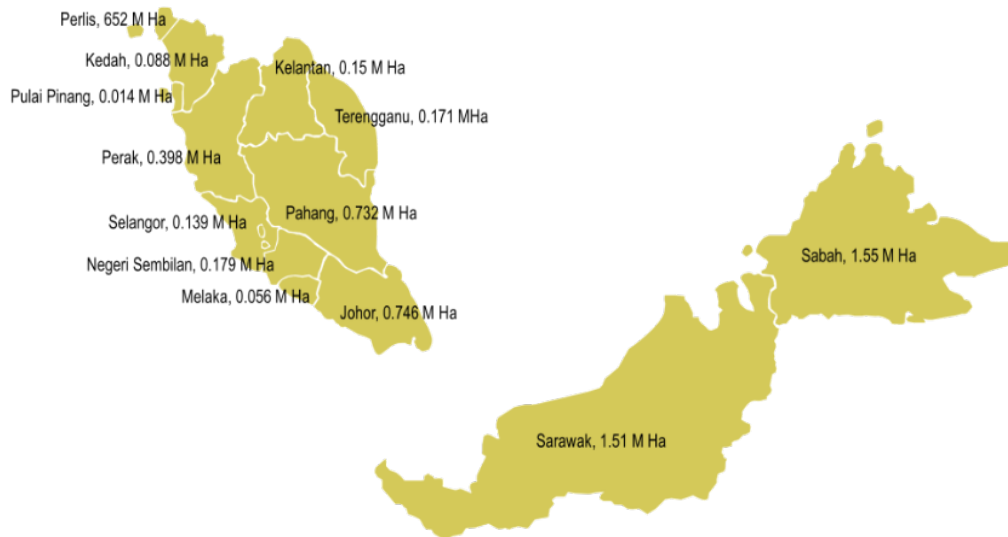 Perlis, 652 M Ha
Kedah, 0.088 M Ha
Kelantan, 0.15 M Ha
Pulai Pinang, 0.014 M Ha
Terengganu, 0.171 MHa
Perak, 0.398 M Ha
Pahang, 0.732 M Ha
Selangor, 0.139 M Ha
Sabah, 1.55 M Ha
Negeri Sembilan, 0.179 M Ha
Melaka, 0.056 M Ha
Johor, 0.746 M Ha
Sarawak, 1.51 M Ha